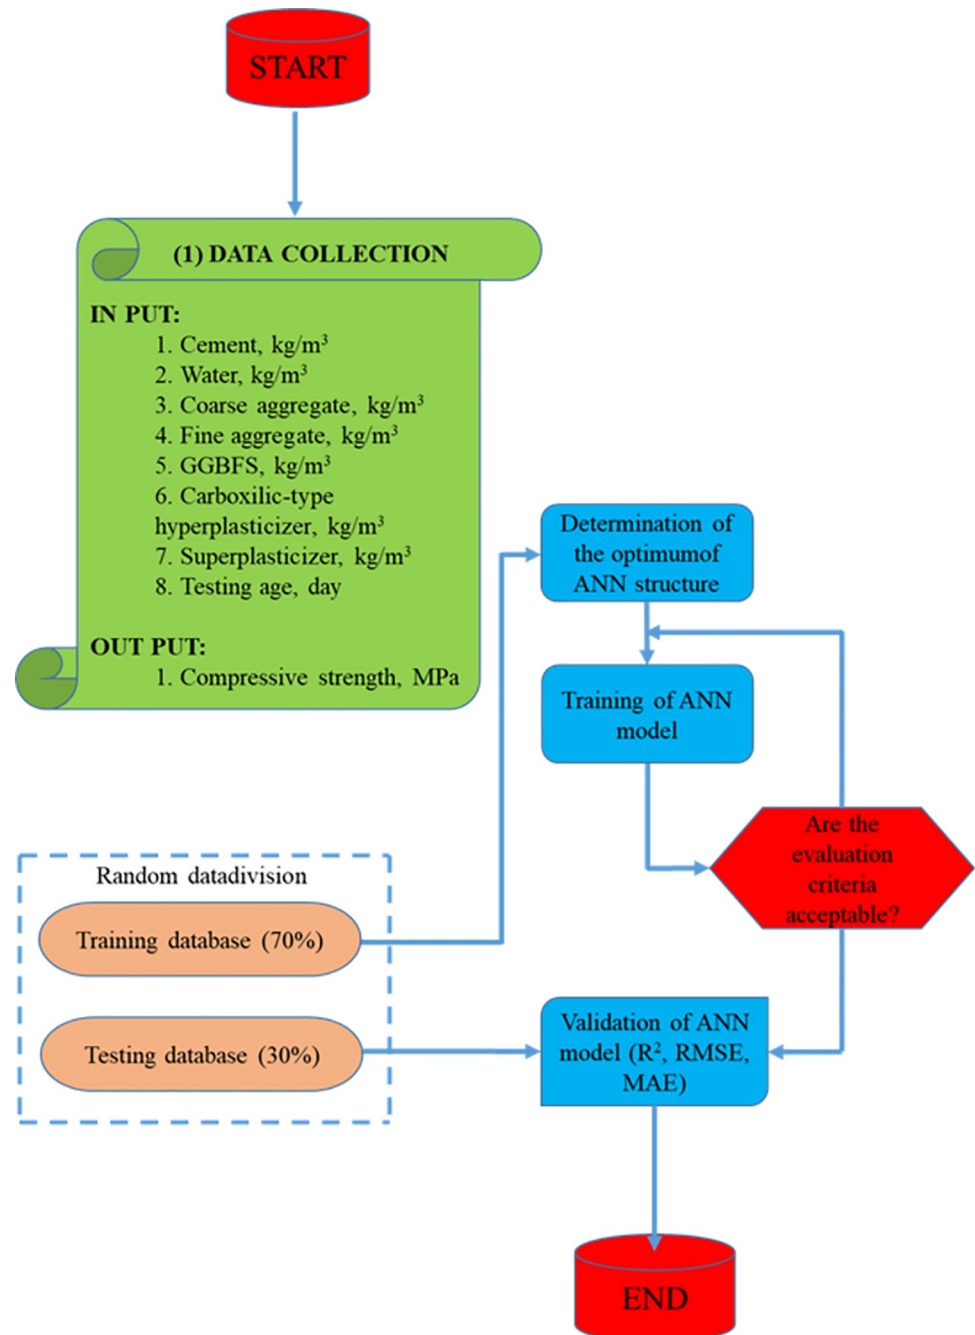 START
(1) DATA COLLECTION
IN PUT:
1. Cement, kg/m³
2. Water, kg/m³
3. Coarse aggregate, kg/m³
4. Fine aggregate, kg/m³
5. GGBFS, kg/m³
6. Carboxilic-type
hyperplasticizer, kg/m³
7. Superplasticizer, kg/m³
8. Testing age, day
OUT PUT:
1. Compressive strength, MPa
Random datadivision
Training database (70%)
Testing database (30%)
Determination of
the optimumof
ANN structure
Training of ANN
model
Are the
evaluation
criteria
acceptable?
Validation of ANN
model (R², RMSE,
MAE)
END